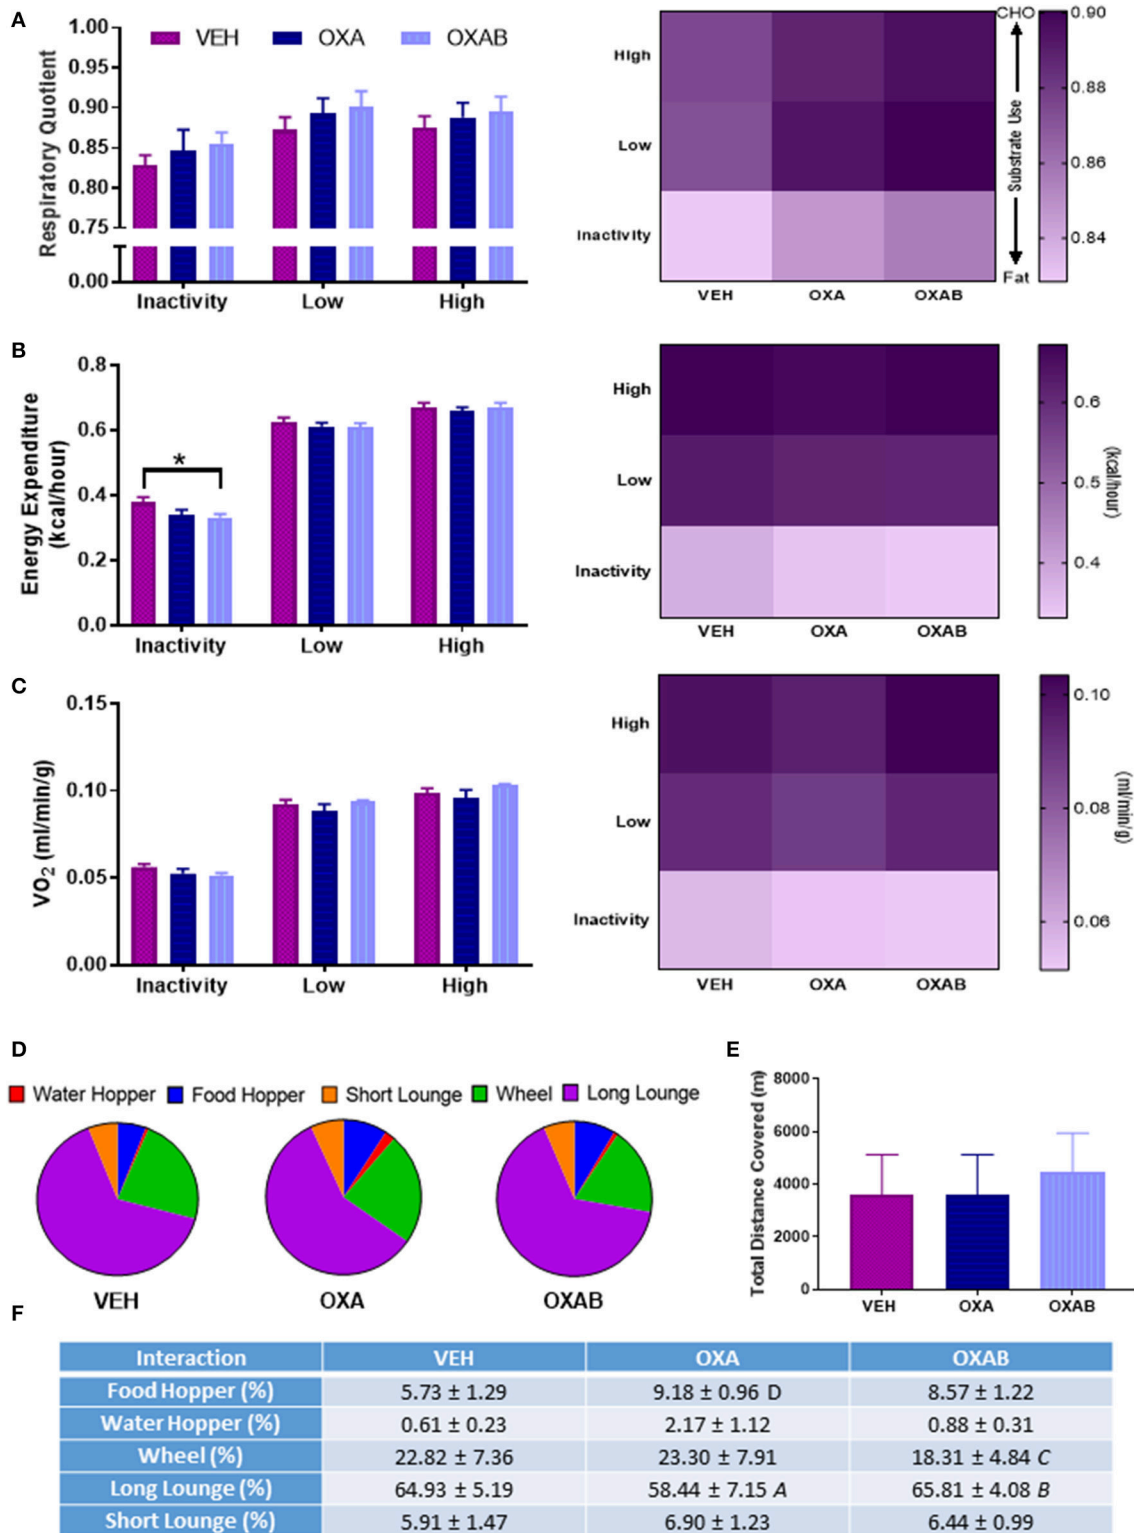 A
VEH OXA OXAB
Respiratory Quotient
1.00
0.95
0.90
0.85
0.80
0.75
0.00
Inactivity Low High
High
Low
Inactivity
VEH OXA OXAB
CHO
Substrate Use
Fat
0.90
0.88
0.86
0.84
B
Energy Expenditure
(kcal/hour)
0.8
0.6
0.4
0.2
0.0
*
Inactivity Low High
High
Low
Inactivity
VEH OXA OXAB
0.6
0.5
0.4
(kcal/hour)
C
VO2 (ml/min/g)
0.15
0.10
0.05
0.00
Inactivity Low High
High
Low
Inactivity
VEH OXA OXAB
0.10
0.08
0.06
(ml/min/g)
D
Water Hopper Food Hopper Short Lounge Wheel Long Lounge
VEH OXA OXAB
E
Total Distance Covered (m)
8000
6000
4000
2000
0
VEH OXA OXAB
F
Interaction VEH OXA OXAB
Food Hopper (%) 5.73 ± 1.29 9.18 ± 0.96 D 8.57 ± 1.22
Water Hopper (%) 0.61 ± 0.23 2.17 ± 1.12 0.88 ± 0.31
Wheel (%) 22.82 ± 7.36 23.30 ± 7.91 18.31 ± 4.84 C
Long Lounge (%) 64.93 ± 5.19 58.44 ± 7.15 A 65.81 ± 4.08 B
Short Lounge (%) 5.91 ± 1.47 6.90 ± 1.23 6.44 ± 0.99